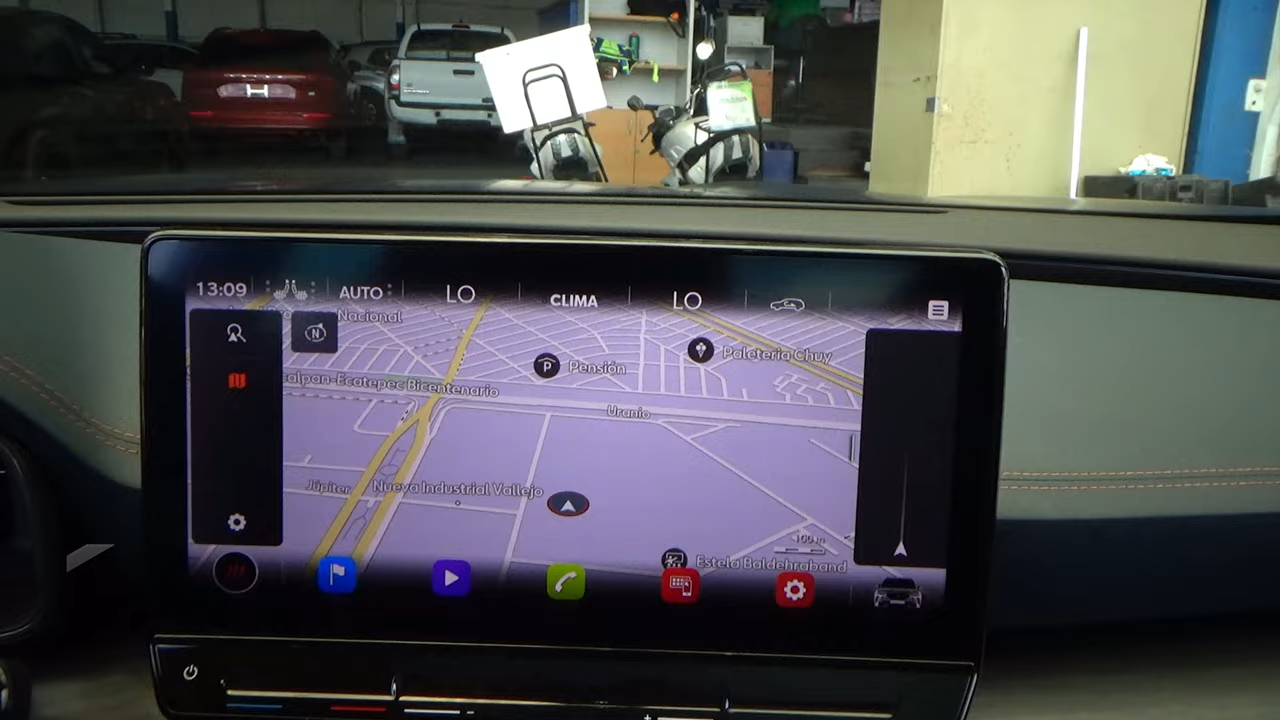 13:09
AUTO
LO
CLIMA
LO
Nacional
N
P
Pensión
Paleteria Chuy
alpan-Ecatepec Bicentenario
Uranio
Júpiter
Nueva Industrial Vallejo
100 m
Estela Baldehraband